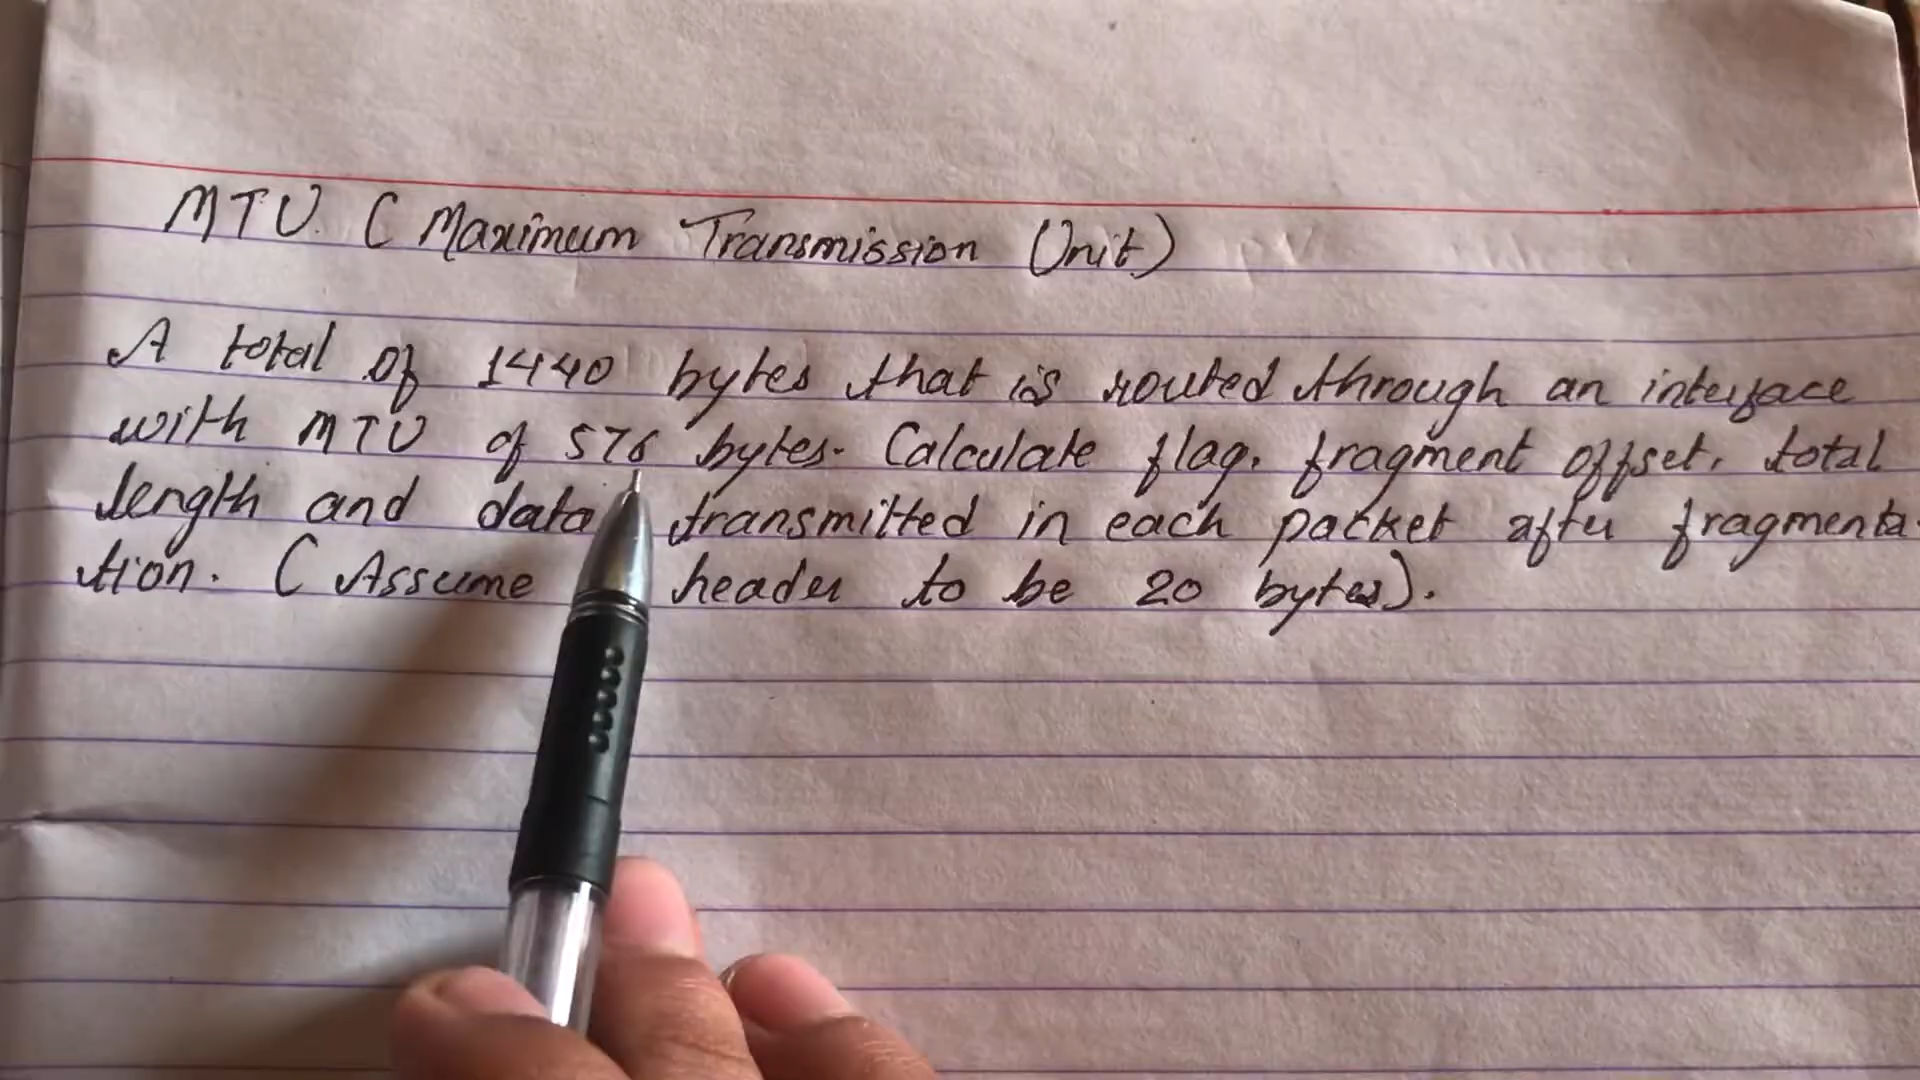 MTU. (Maximum Transmission Unit)
A total of 1440 bytes that is routed through an interface
with MTU of 576 bytes. Calculate flag, fragment offset, total
length and data transmitted in each packet after fragmenta-
tion. (Assume header to be 20 bytes).